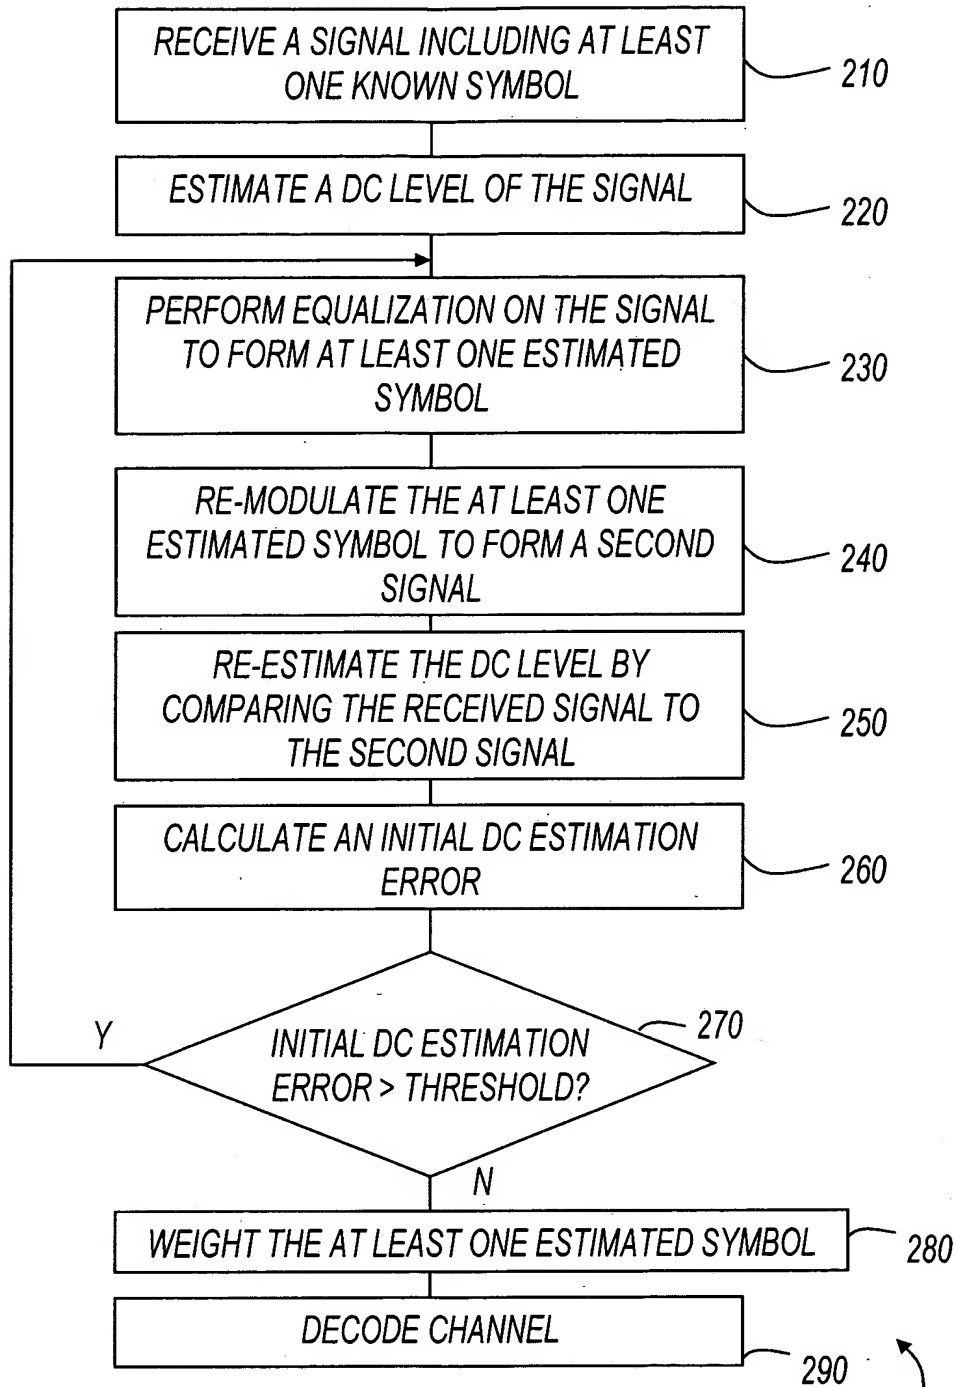 RECEIVE A SIGNAL INCLUDING AT LEAST
ONE KNOWN SYMBOL
210
ESTIMATE A DC LEVEL OF THE SIGNAL
220
PERFORM EQUALIZATION ON THE SIGNAL
TO FORM AT LEAST ONE ESTIMATED
SYMBOL
230
RE-MODULATE THE AT LEAST ONE
ESTIMATED SYMBOL TO FORM A SECOND
SIGNAL
240
RE-ESTIMATE THE DC LEVEL BY
COMPARING THE RECEIVED SIGNAL TO
THE SECOND SIGNAL
250
CALCULATE AN INITIAL DC ESTIMATION
ERROR
260
Y
270
INITIAL DC ESTIMATION
ERROR > THRESHOLD?
N
WEIGHT THE AT LEAST ONE ESTIMATED SYMBOL
280
DECODE CHANNEL
290